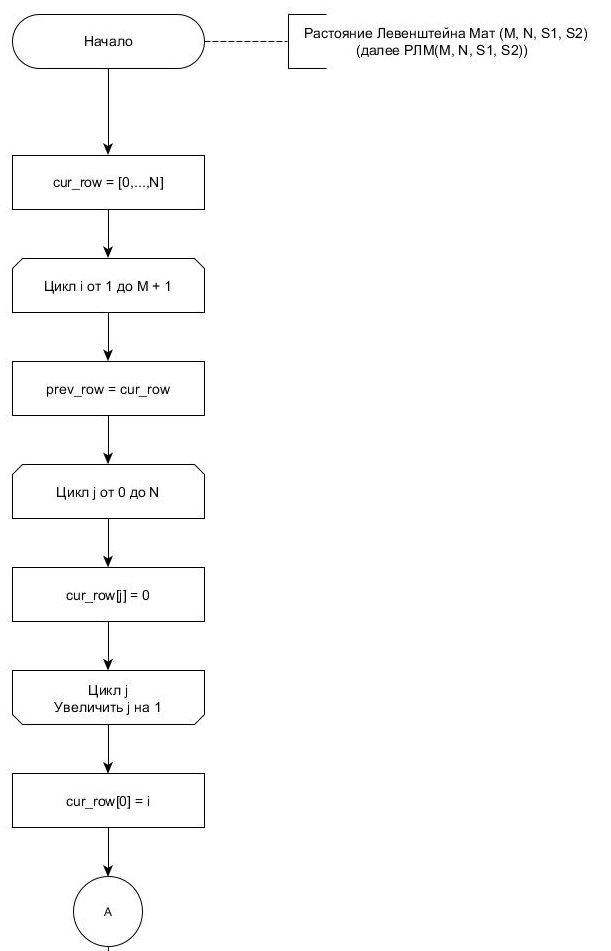 Начало
Растояние Левенштейна Мат (M, N, S1, S2)
(далее РЛМ(M, N, S1, S2))
cur_row = [0,...,N]
Цикл i от 1 до M + 1
prev_row = cur_row
Цикл j от 0 до N
cur_row[j] = 0
Цикл j
Увеличить j на 1
cur_row[0] = i
A